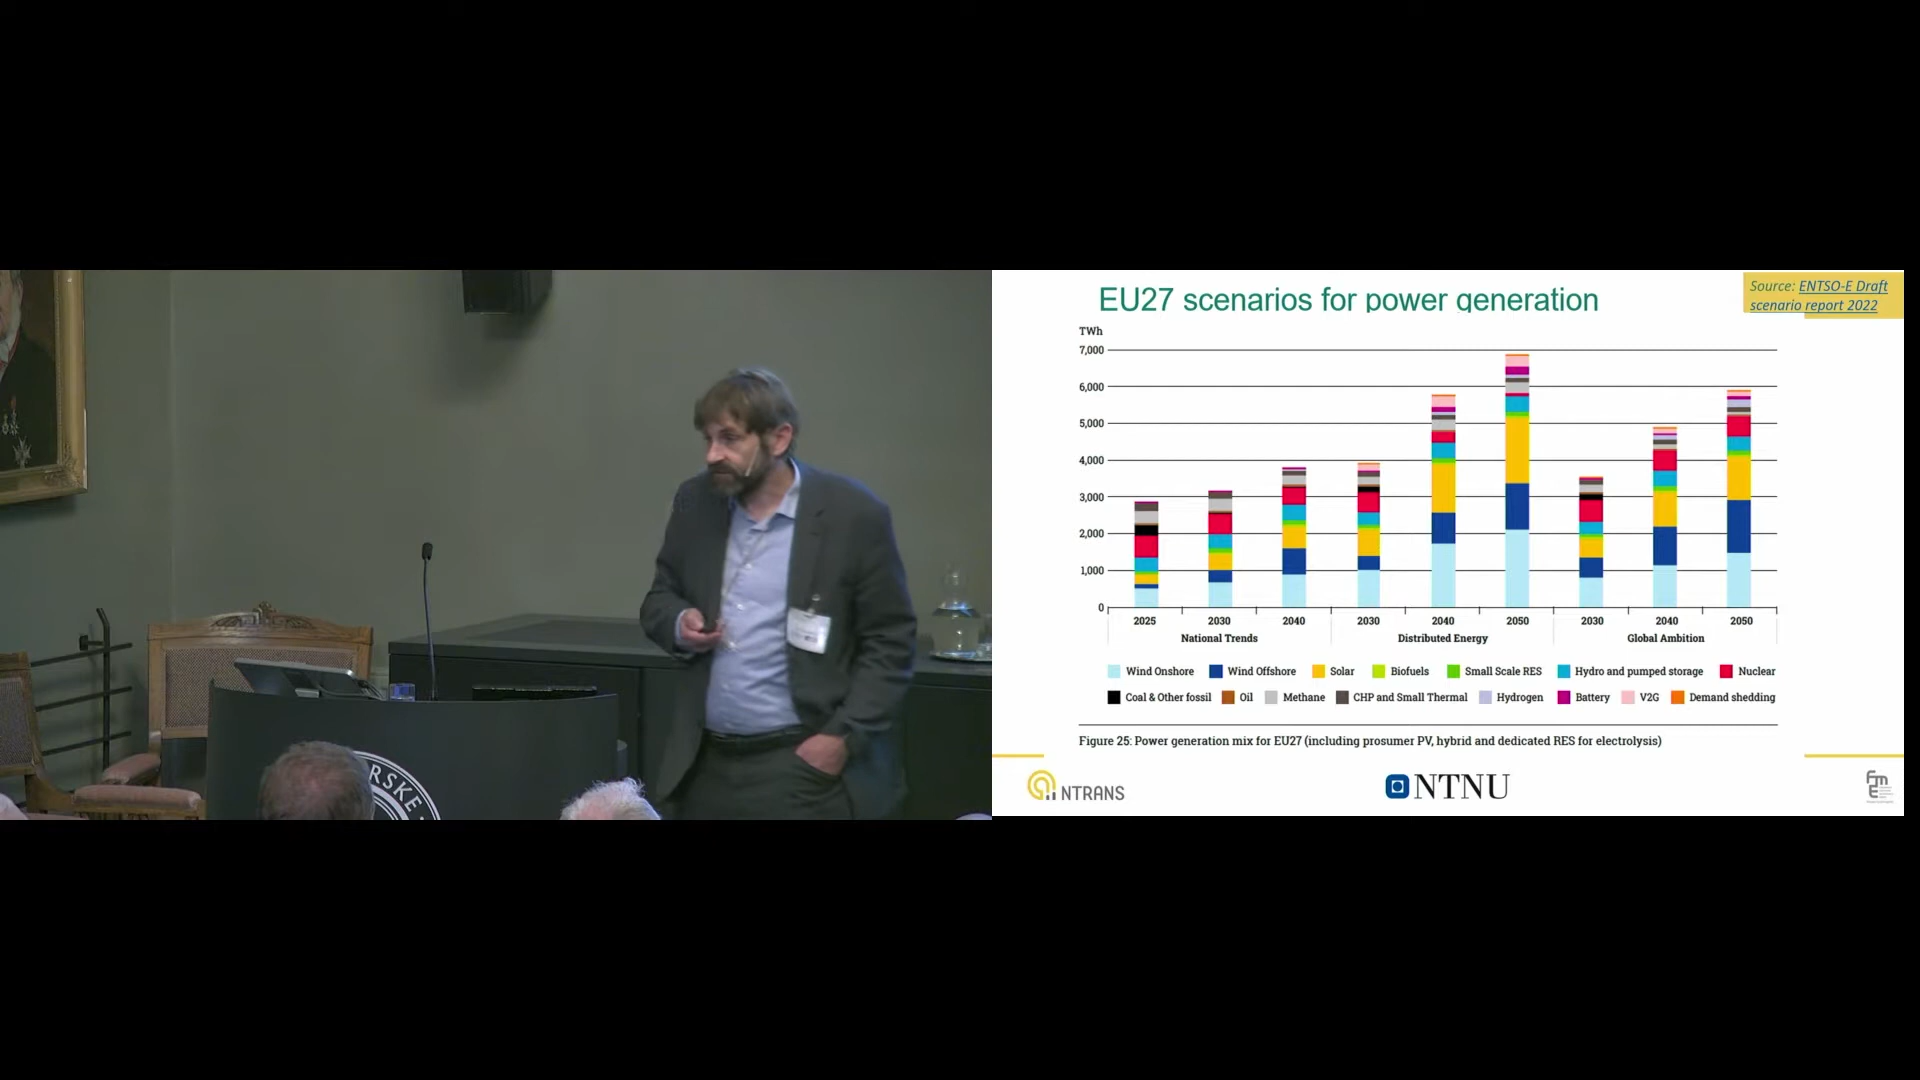 EU27 scenarios for power generation
Source: ENTSO-E Draft
scenario report 2022
TWh
7,000
6,000
5,000
4,000
3,000
2,000
1,000
0
2025 2030 2040 2030 2040 2050 2030 2040 2050
National Trends Distributed Energy Global Ambition
Wind Onshore Wind Offshore Solar Biofuels Small Scale RES Hydro and pumped storage Nuclear
Coal & Other fossil Oil Methane CHP and Small Thermal Hydrogen Battery V2G Demand shedding
Figure 25: Power generation mix for EU27 (including prosumer PV, hybrid and dedicated RES for electrolysis)
NTRANS
NTNU
FME
RSKE